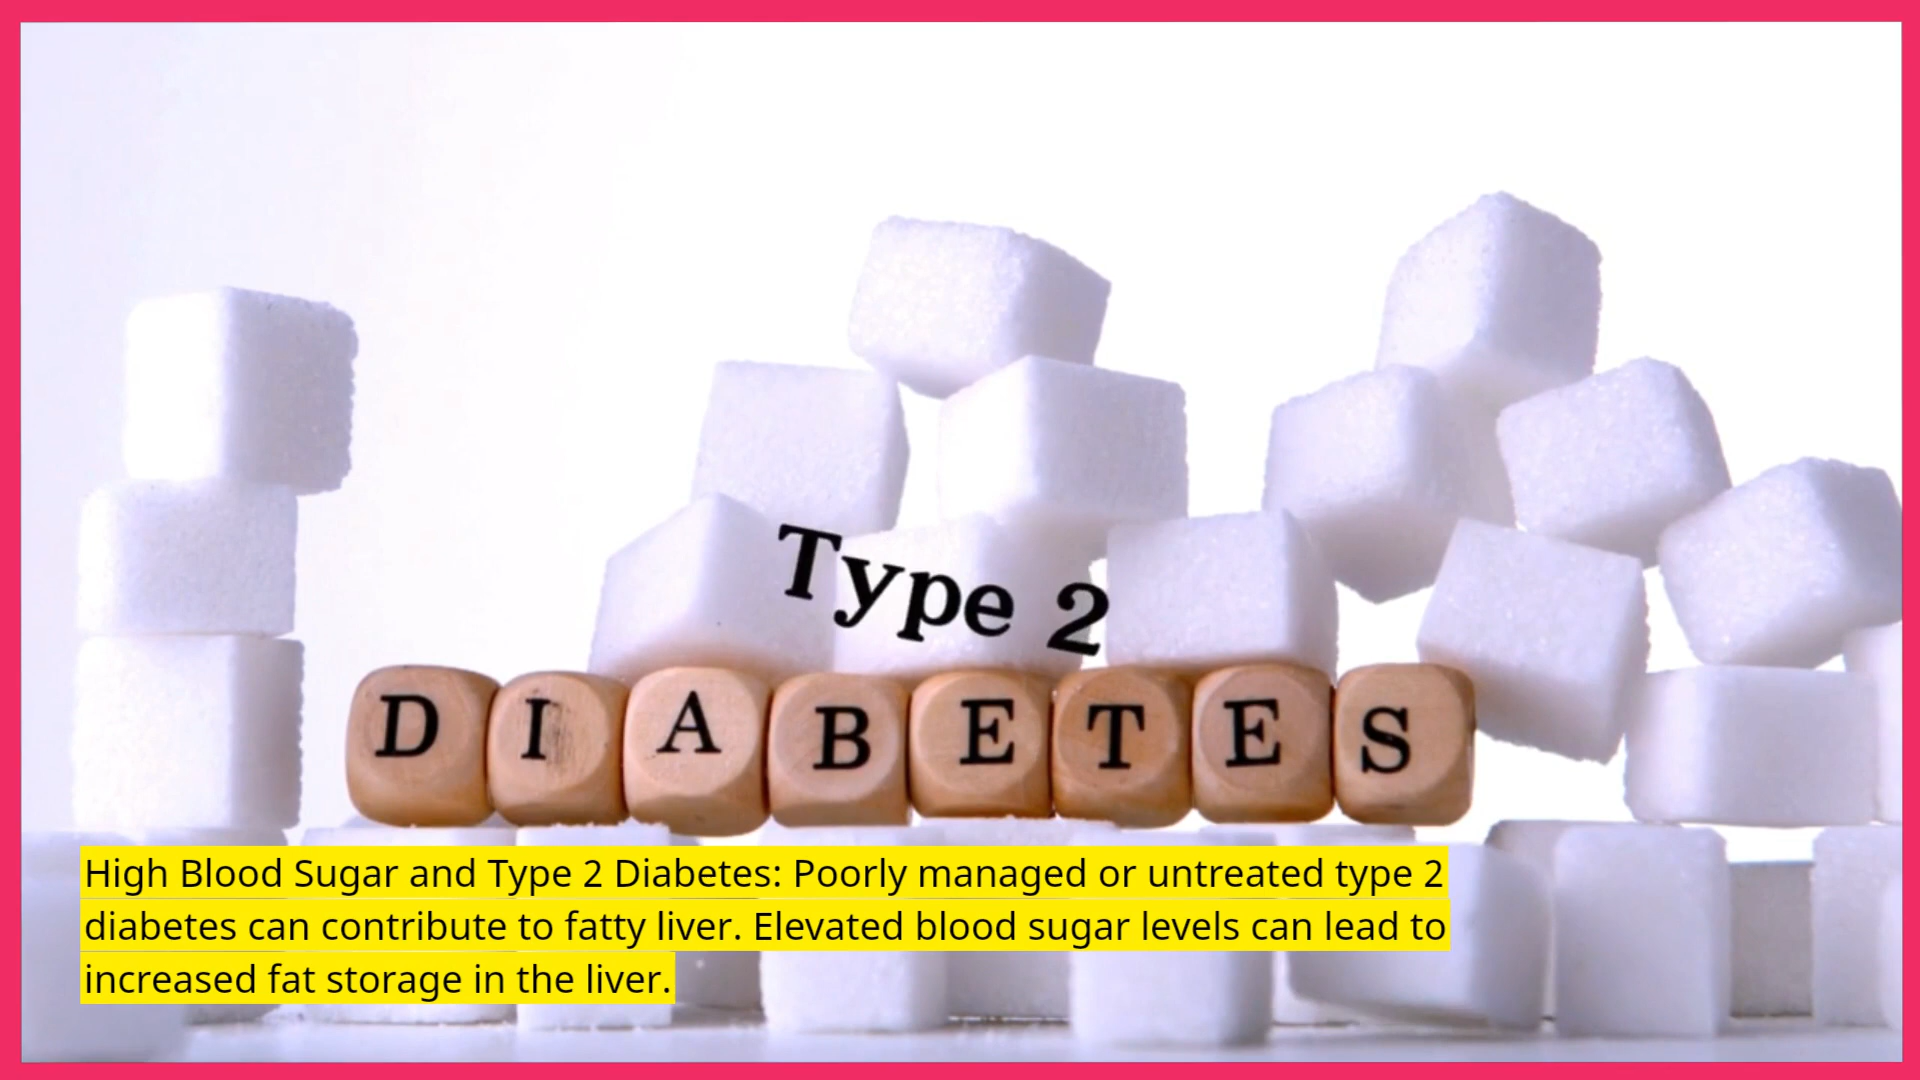 Type 2
DIABETES
High Blood Sugar and Type 2 Diabetes: Poorly managed or untreated type 2
diabetes can contribute to fatty liver. Elevated blood sugar levels can lead to
increased fat storage in the liver.